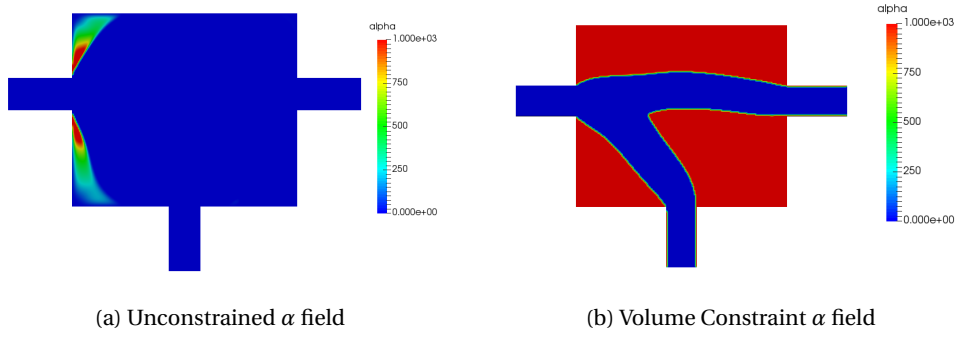 alpha
1.000e+03
750
500
250
0.000e+00
(a) Unconstrained α field
alpha
1.000e+03
750
500
250
0.000e+00
(b) Volume Constraint α field